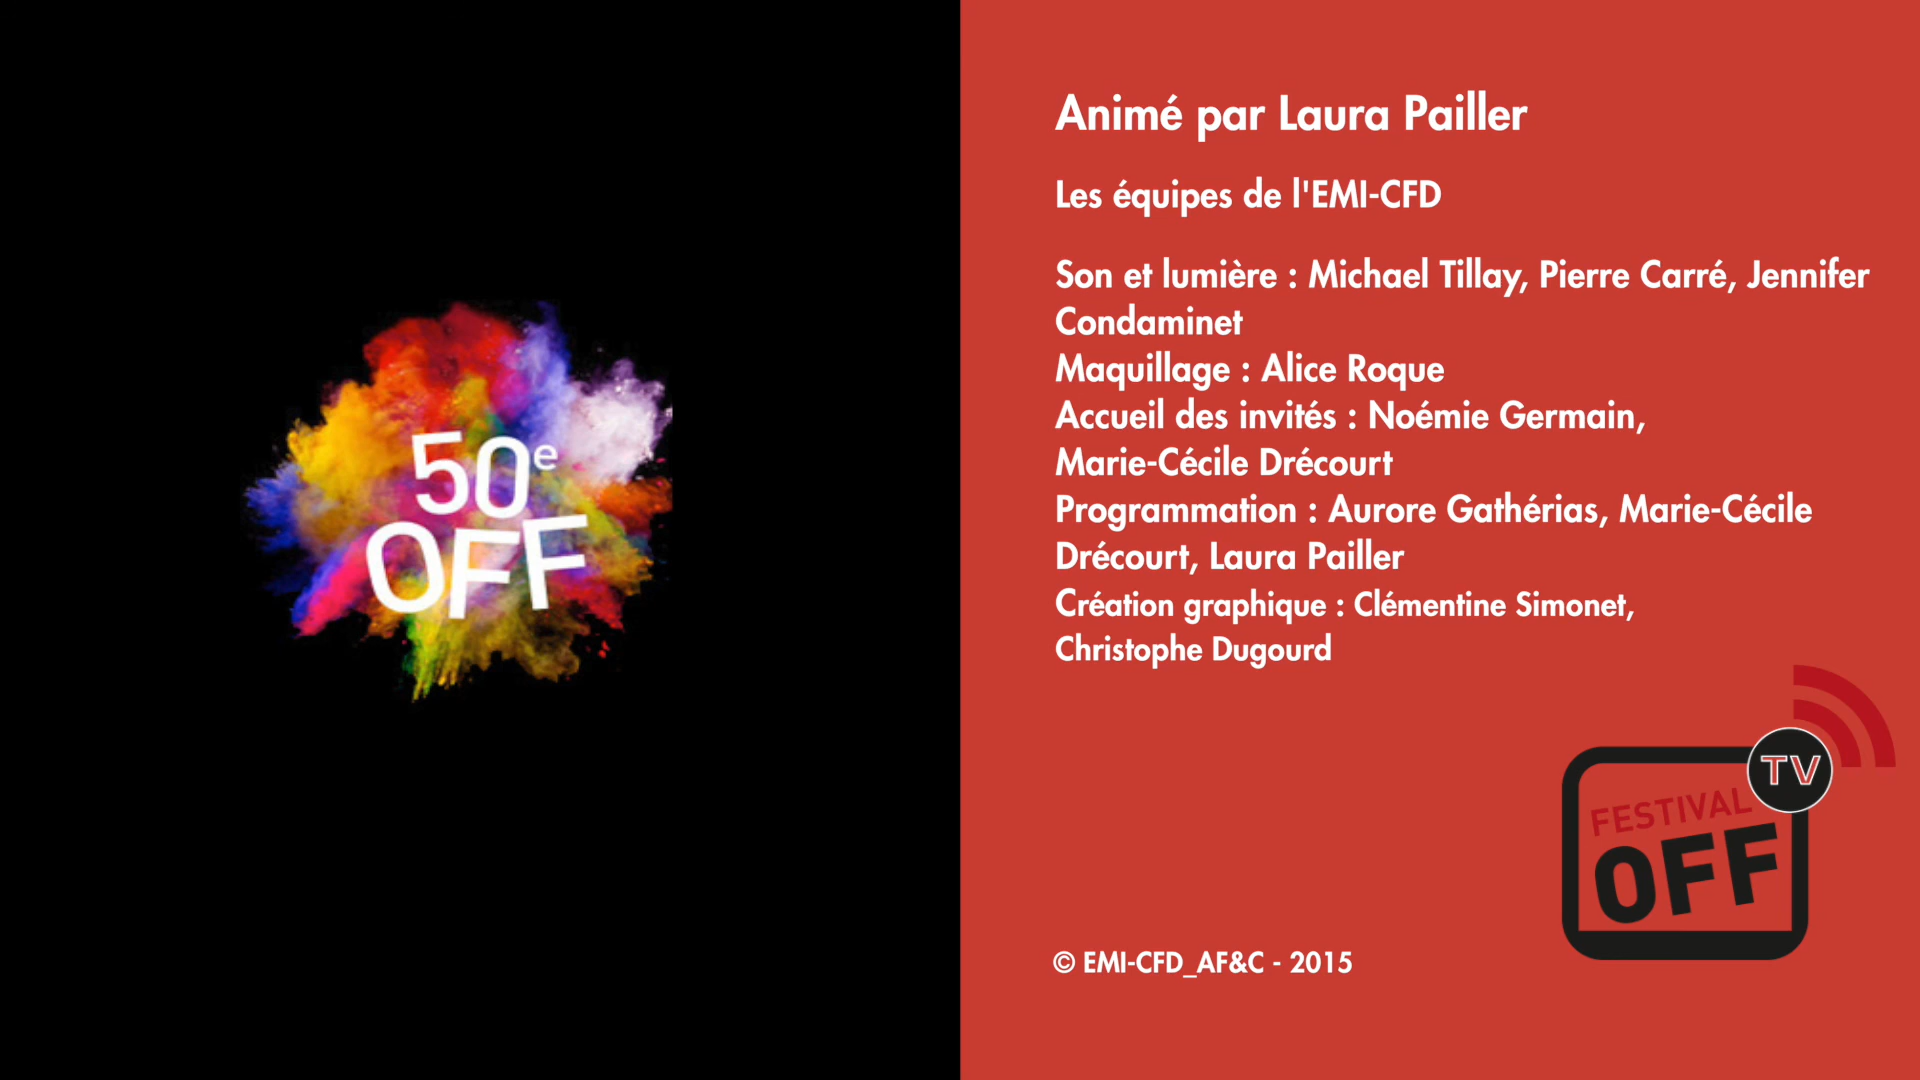 50e
OFF
Animé par Laura Pailler
Les équipes de l'EMI-CFD
Son et lumière : Michael Tillay, Pierre Carré, Jennifer
Condaminet
Maquillage : Alice Roque
Accueil des invités : Noémie Germain,
Marie-Cécile Drécourt
Programmation : Aurore Gathérias, Marie-Cécile
Drécourt, Laura Pailler
Création graphique : Clémentine Simonet,
Christophe Dugourd
TV
FESTIVAL
OFF
© EMI-CFD_AF&C - 2015